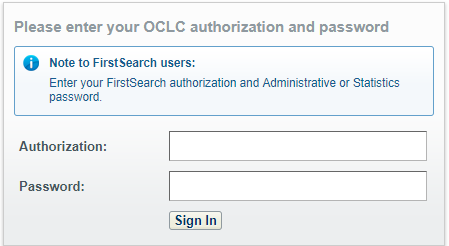 Please enter your OCLC authorization and password
Note to FirstSearch users:
Enter your FirstSearch authorization and Administrative or Statistics
password.
Authorization:
Password:
Sign In